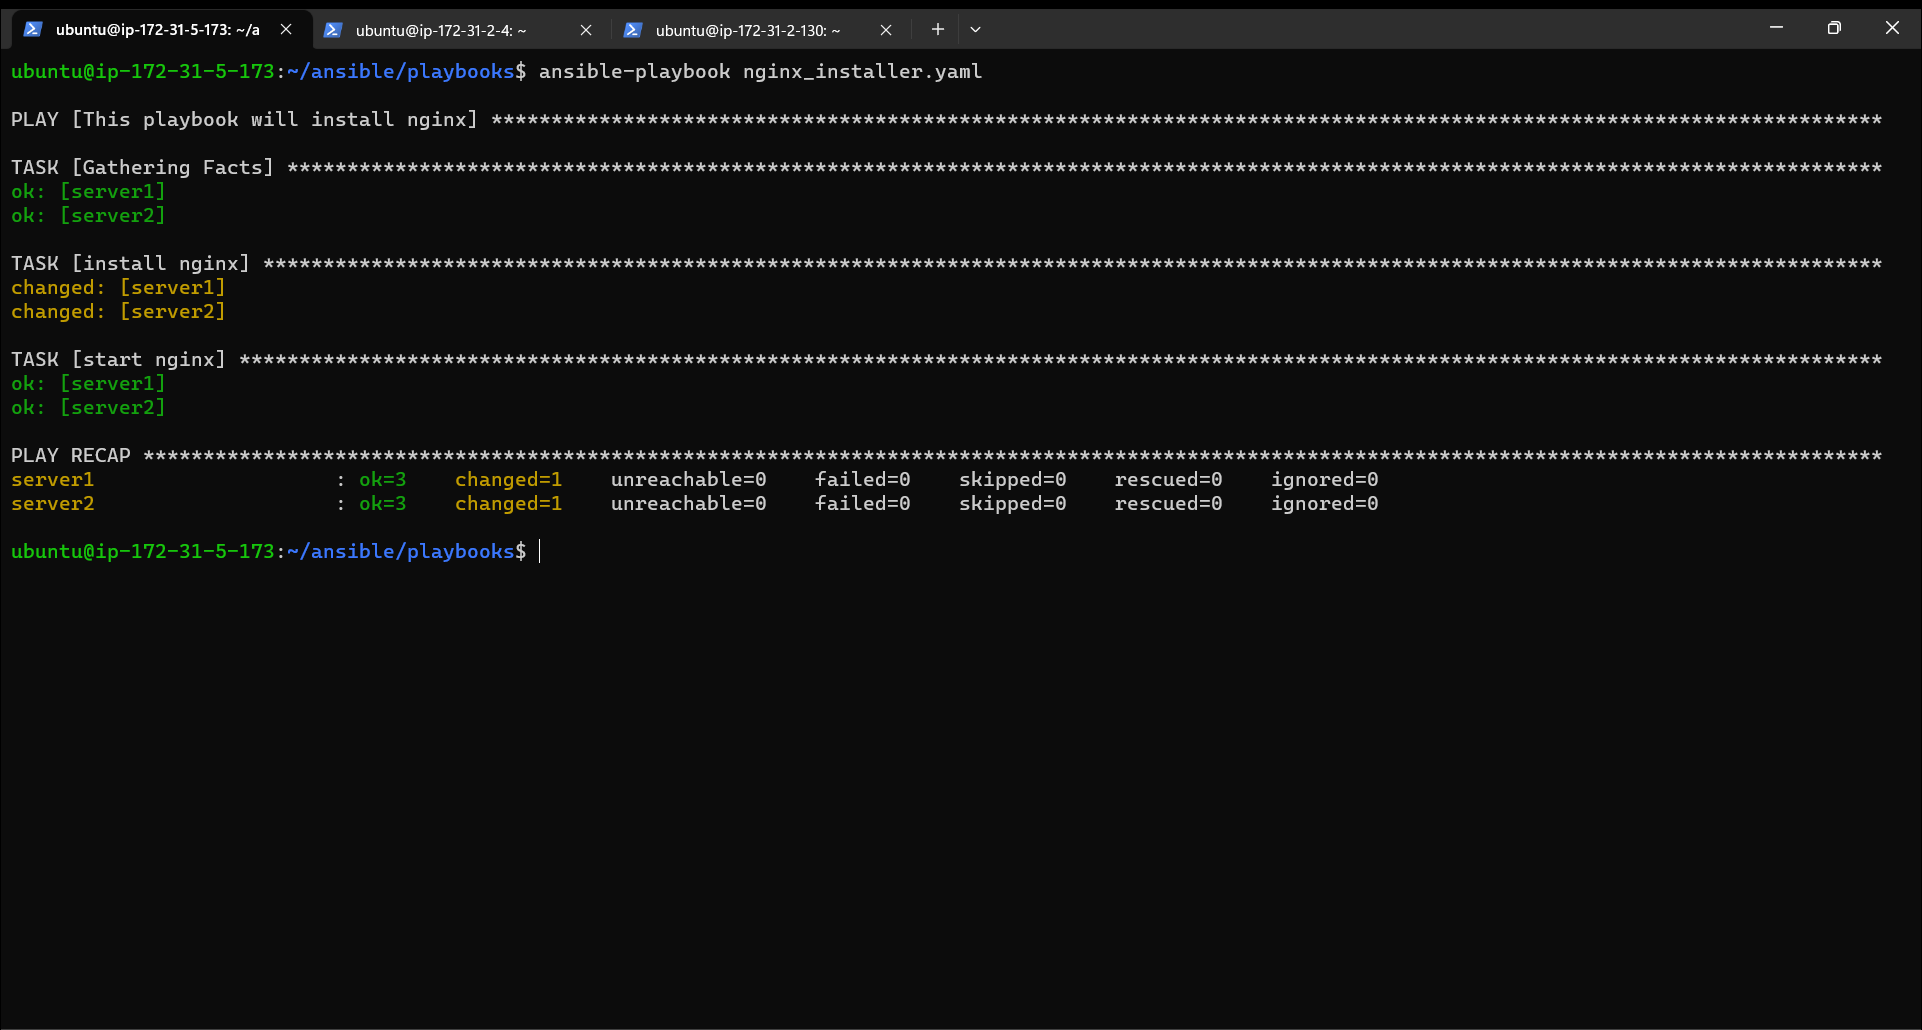 ubuntu@ip-172-31-5-173: ~/a
ubuntu@ip-172-31-2-4: ~
ubuntu@ip-172-31-2-130: ~
ubuntu@ip-172-31-5-173:~/ansible/playbooks$ ansible-playbook nginx_installer.yaml
PLAY [This playbook will install nginx] ********************************************************************************************************************
TASK [Gathering Facts] *************************************************************************************************************************************
ok: [server1]
ok: [server2]
TASK [install nginx] ***************************************************************************************************************************************
changed: [server1]
changed: [server2]
TASK [start nginx] *****************************************************************************************************************************************
ok: [server1]
ok: [server2]
PLAY RECAP *************************************************************************************************************************************************
server1                    : ok=3    changed=1    unreachable=0    failed=0    skipped=0    rescued=0    ignored=0
server2                    : ok=3    changed=1    unreachable=0    failed=0    skipped=0    rescued=0    ignored=0
ubuntu@ip-172-31-5-173:~/ansible/playbooks$